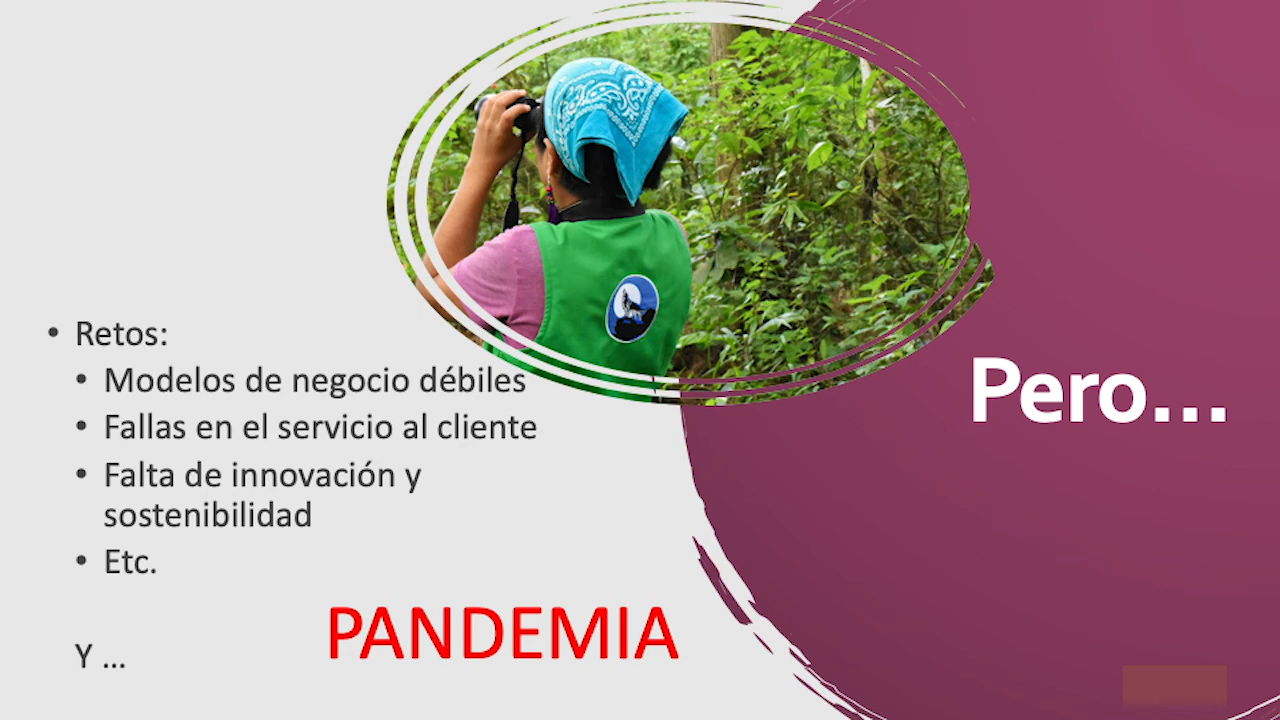 Pero...
• Retos:
• Modelos de negocio débiles
• Fallas en el servicio al cliente
• Falta de innovación y
sostenibilidad
• Etc.
Y ...
PANDEMIA